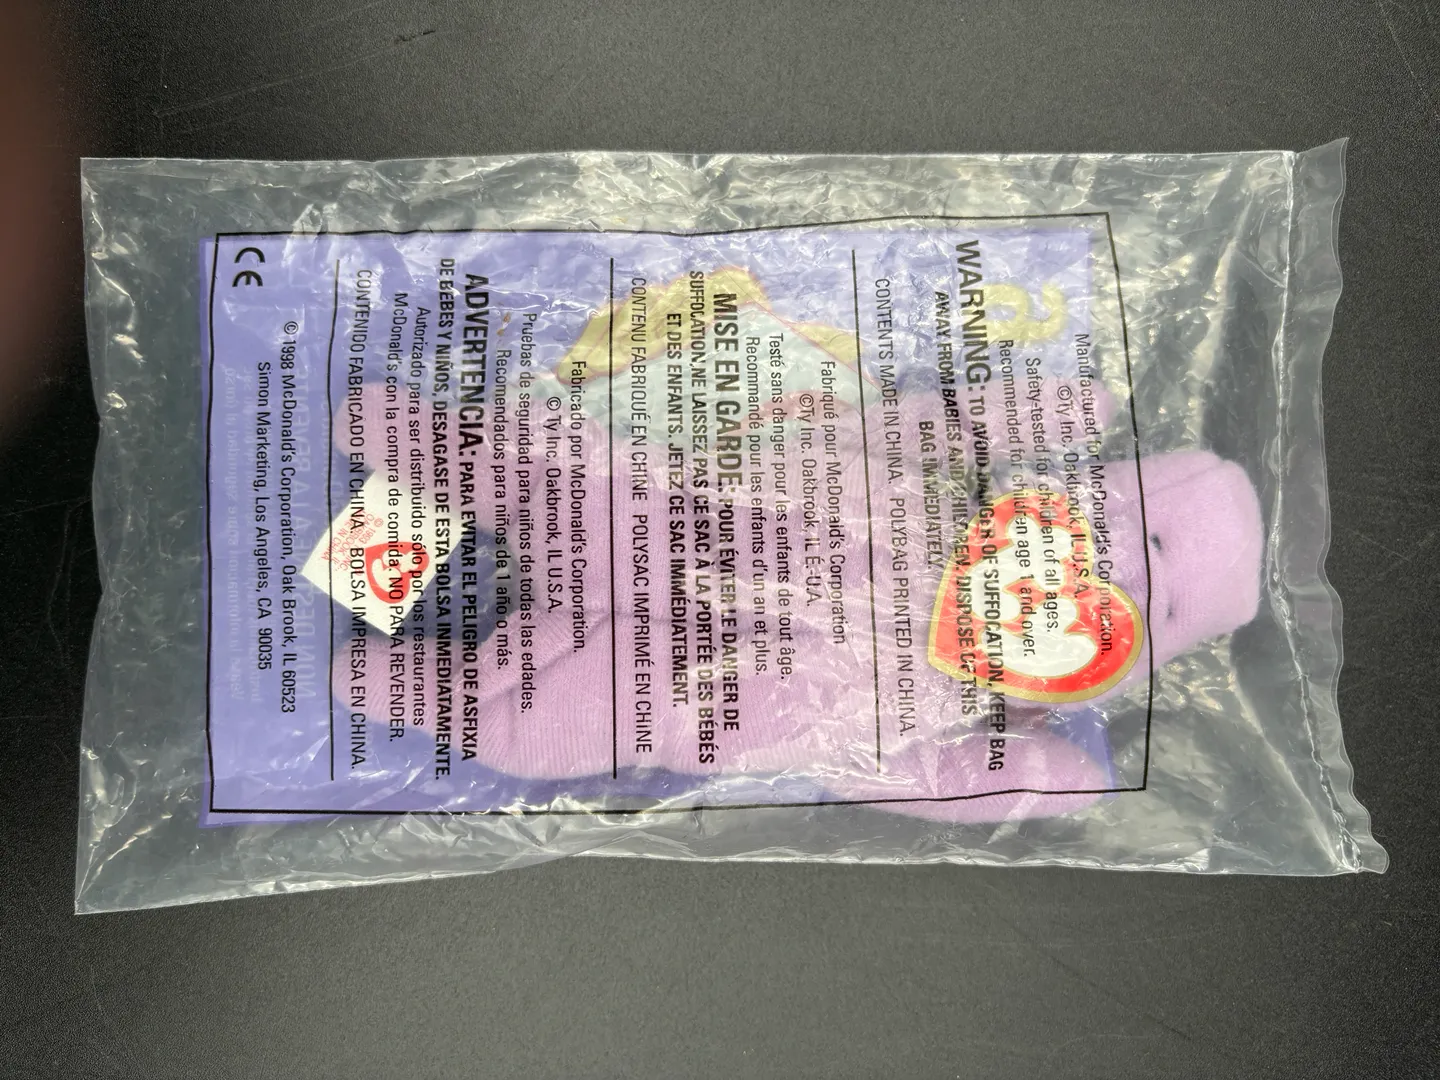 Manufactured for McDonald's Corporation.
©Ty Inc. Oakbrook, IL U.S.A.
Safety-tested for children of all ages.
Recommended for children age 1 and over.
WARNING: TO AVOID DANGER OF SUFFOCATION, KEEP BAG
AWAY FROM BABIES AND CHILDREN. DISPOSE OF THIS
BAG IMMEDIATELY.
CONTENTS MADE IN CHINA. POLYBAG PRINTED IN CHINA.
Fabriqué pour McDonald's Corporation
©Ty Inc. Oakbrook, IL É.-U.A.
Testé sans danger pour les enfants de tout âge.
Recommandé pour les enfants d'un an et plus.
MISE EN GARDE: POUR ÉVITER LE DANGER DE
SUFFOCATION,NE LAISSEZ PAS CE SAC À LA PORTÉE DES BÉBÉS
ET DES ENFANTS. JETEZ CE SAC IMMÉDIATEMENT.
CONTENU FABRIQUÉ EN CHINE POLYSAC IMPRIMÉ EN CHINE
Fabricado por McDonald's Corporation.
© Ty Inc. Oakbrook, IL U.S.A.
Pruebas de seguridad para niños de todas las edades.
Recomendados para niños de 1 año o más.
ADVERTENCIA: PARA EVITAR EL PELIGRO DE ASFIXIA
DE BEBES Y NIÑOS, DESAGASE DE ESTA BOLSA INMEDIATAMENTE.
Autorizado para ser distribuido sólo por los restaurantes
McDonald's con la compra de comida. NO PARA REVENDER.
CONTENIDO FABRICADO EN CHINA. BOLSA IMPRESA EN CHINA.
© 1998 McDonald's Corporation, Oak Brook, IL 60523
Simon Marketing, Los Angeles, CA 90035
CE